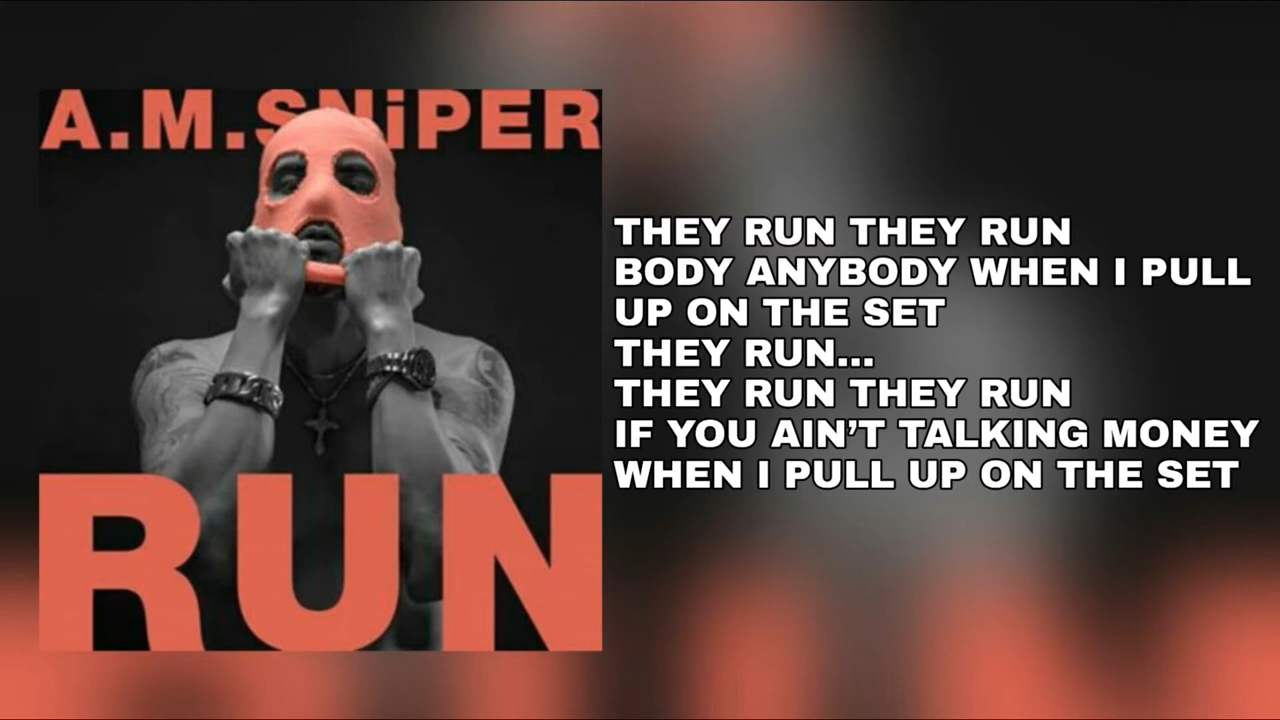 A.M.SNiPER
RUN
THEY RUN THEY RUN
BODY ANYBODY WHEN I PULL
UP ON THE SET
THEY RUN...
THEY RUN THEY RUN
IF YOU AIN’T TALKING MONEY
WHEN I PULL UP ON THE SET